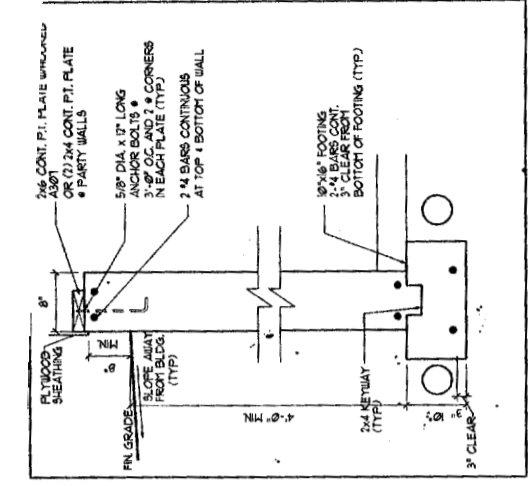 2x6 CONT. P.T. PLATE W/HOOKED
A307
OR (2) 2x4 CONT. P.T. PLATE
@ PARTY WALLS
5/8" DIA. x 12" LONG
ANCHOR BOLTS @
3'-0" O.C. AND 2 @ CORNERS
IN EACH PLATE (TYP.)
2 #4 BARS CONTINUOUS
AT TOP & BOTTOM OF WALL
10"x16" FOOTING
2-#4 BARS CONT.
3" CLEAR FROM
BOTTOM OF FOOTING (TYP.)
8"
PLYWOOD
SHEATHING
8"
MIN.
FIN. GRADE
SLOPE AWAY
FROM BLDG.
(TYP.)
4'-0" MIN.
2x4 KEYWAY
(TYP.)
10"
3"
3" CLEAR